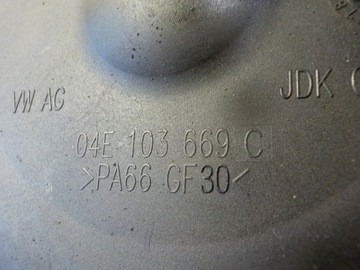 VW AG
JDK
04E 103 669 C
>PA66 GF30<